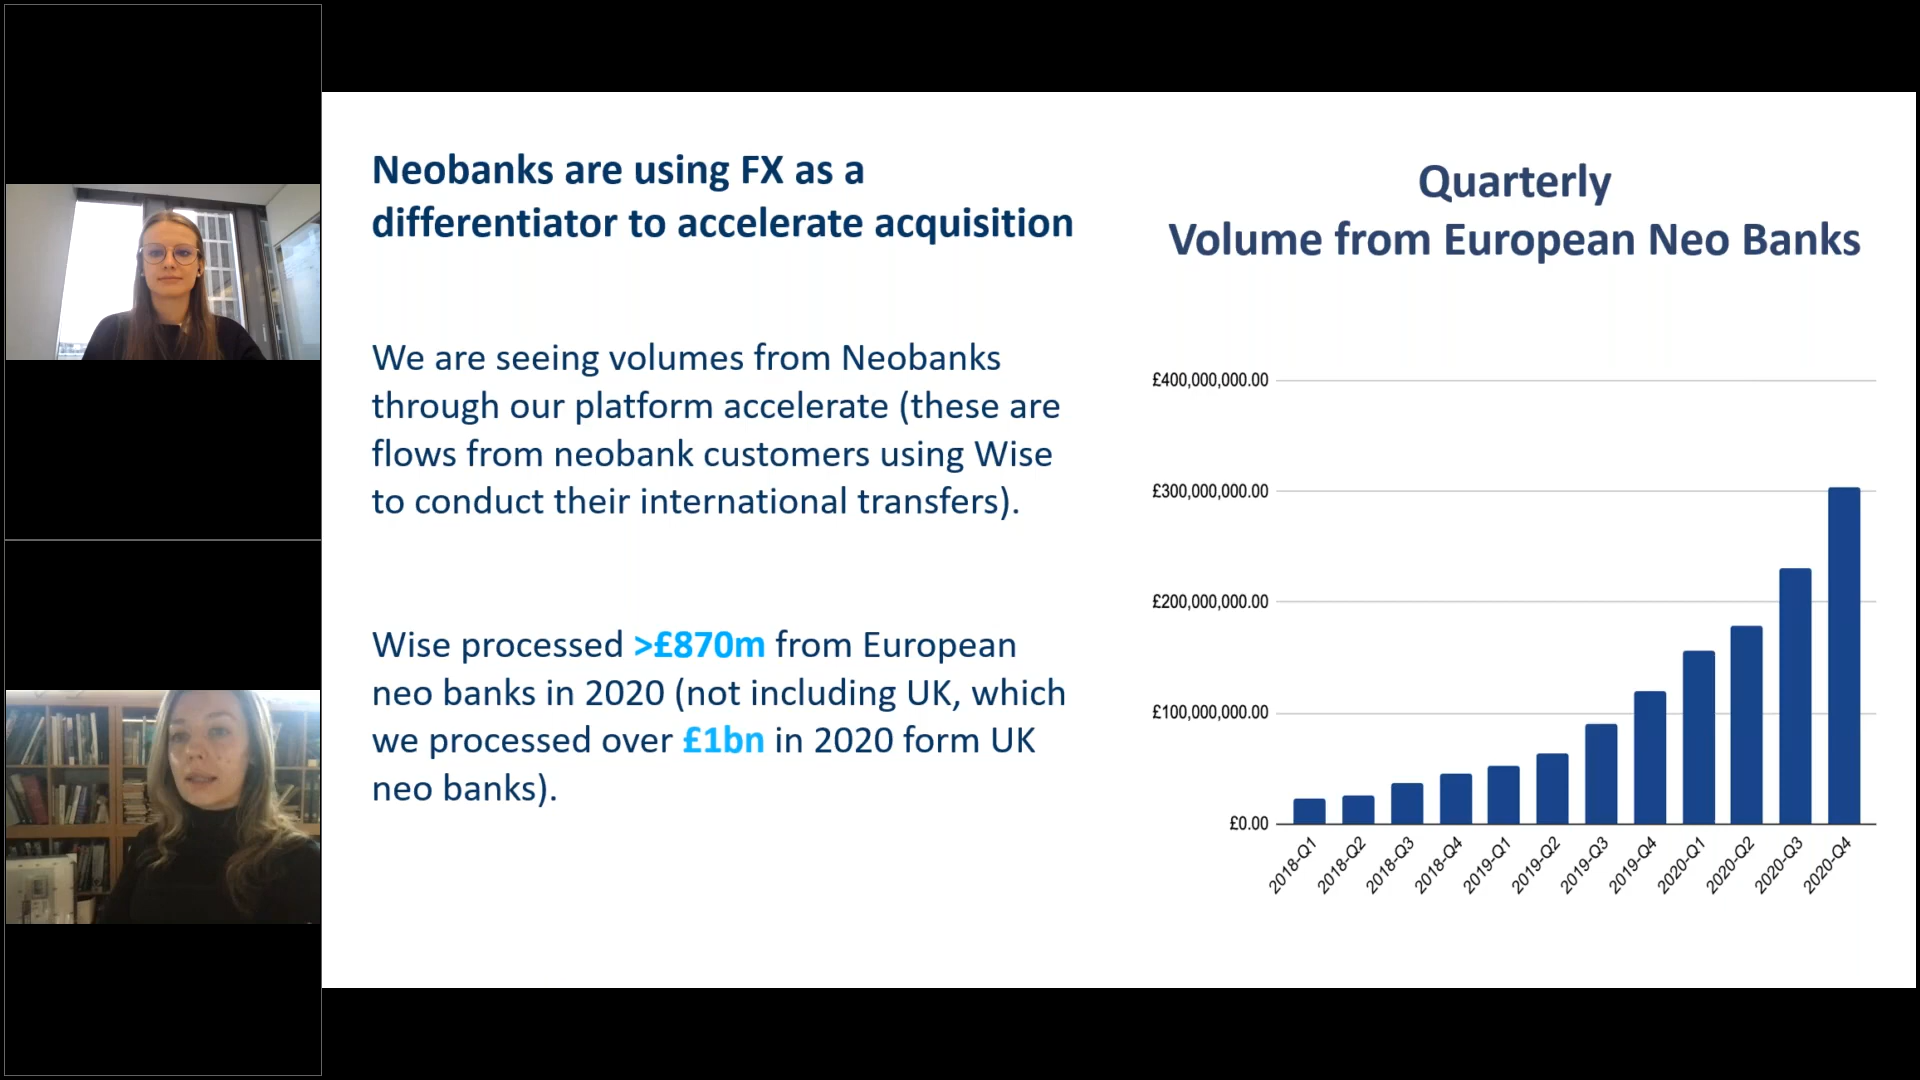 Neobanks are using FX as a
differentiator to accelerate acquisition
We are seeing volumes from Neobanks
through our platform accelerate (these are
flows from neobank customers using Wise
to conduct their international transfers).
Wise processed >£870m from European
neo banks in 2020 (not including UK, which
we processed over £1bn in 2020 form UK
neo banks).
Quarterly
Volume from European Neo Banks
£400,000,000.00
£300,000,000.00
£200,000,000.00
£100,000,000.00
£0.00
2018-Q1
2018-Q2
2018-Q3
2018-Q4
2019-Q1
2019-Q2
2019-Q3
2019-Q4
2020-Q1
2020-Q2
2020-Q3
2020-Q4